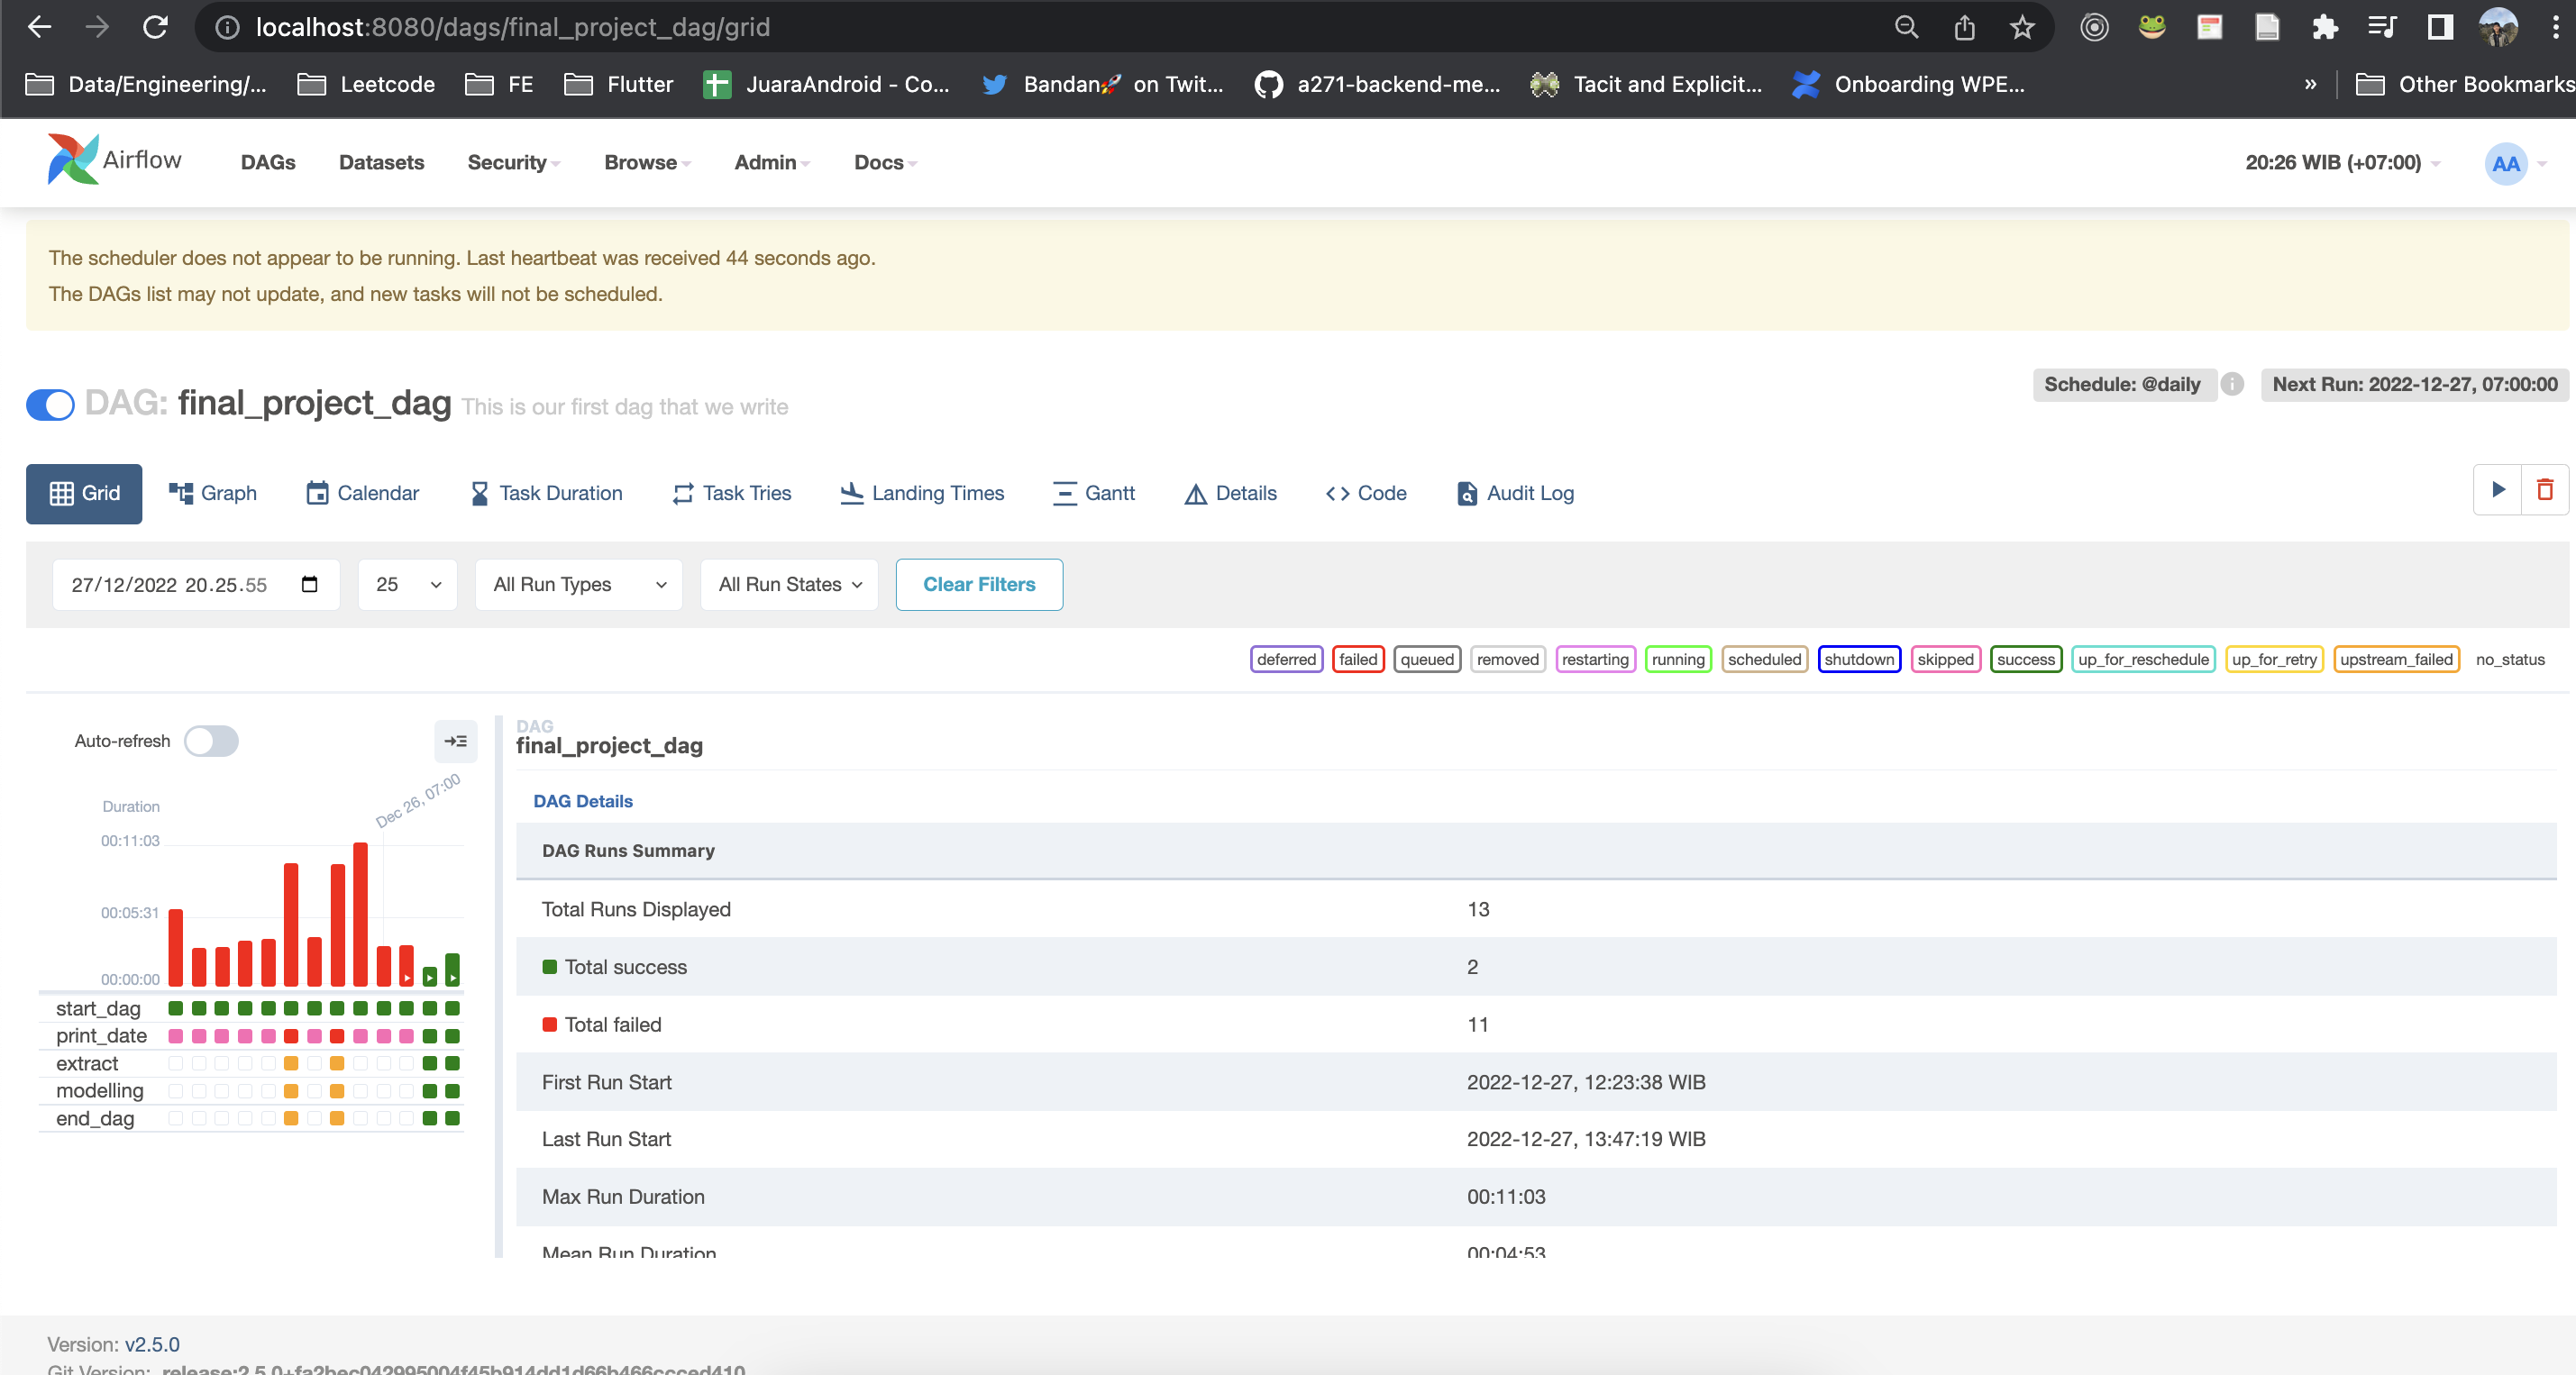 localhost:8080/dags/final_project_dag/grid
Data/Engineering/... Leetcode FE Flutter JuaraAndroid - Co... Bandan🚀 on Twit... a271-backend-me... Tacit and Explicit... Onboarding WPE... » Other Bookmarks
Airflow DAGs Datasets Security Browse Admin Docs 20:26 WIB (+07:00) AA
The scheduler does not appear to be running. Last heartbeat was received 44 seconds ago.
The DAGs list may not update, and new tasks will not be scheduled.
Schedule: @daily Next Run: 2022-12-27, 07:00:00
DAG: final_project_dag This is our first dag that we write
Grid Graph Calendar Task Duration Task Tries Landing Times Gantt Details Code Audit Log
27/12/2022 20.25.55 25 All Run Types All Run States Clear Filters
deferred failed queued removed restarting running scheduled shutdown skipped success up_for_reschedule up_for_retry upstream_failed no_status
Auto-refresh
Dec 26, 07:00
Duration
00:11:03
00:05:31
00:00:00
start_dag
print_date
extract
modelling
end_dag
DAG
final_project_dag
DAG Details
DAG Runs Summary
Total Runs Displayed 13
Total success 2
Total failed 11
First Run Start 2022-12-27, 12:23:38 WIB
Last Run Start 2022-12-27, 13:47:19 WIB
Max Run Duration 00:11:03
Mean Run Duration 00:04:53
Version: v2.5.0
Git Version: .release:2.5.0+fa2bec042995004f45b914dd1d66b466ccced410